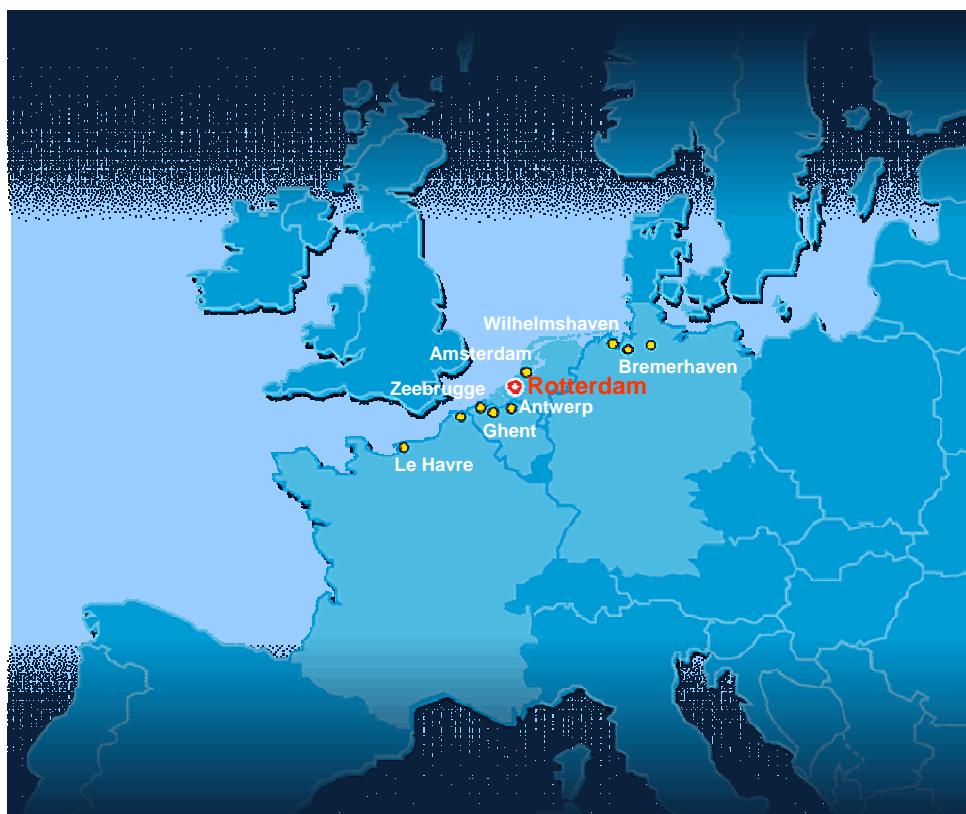 Wilhelmshaven
Amsterdam
Bremerhaven
Zeebrugge
Rotterdam
Antwerp
Ghent
Le Havre